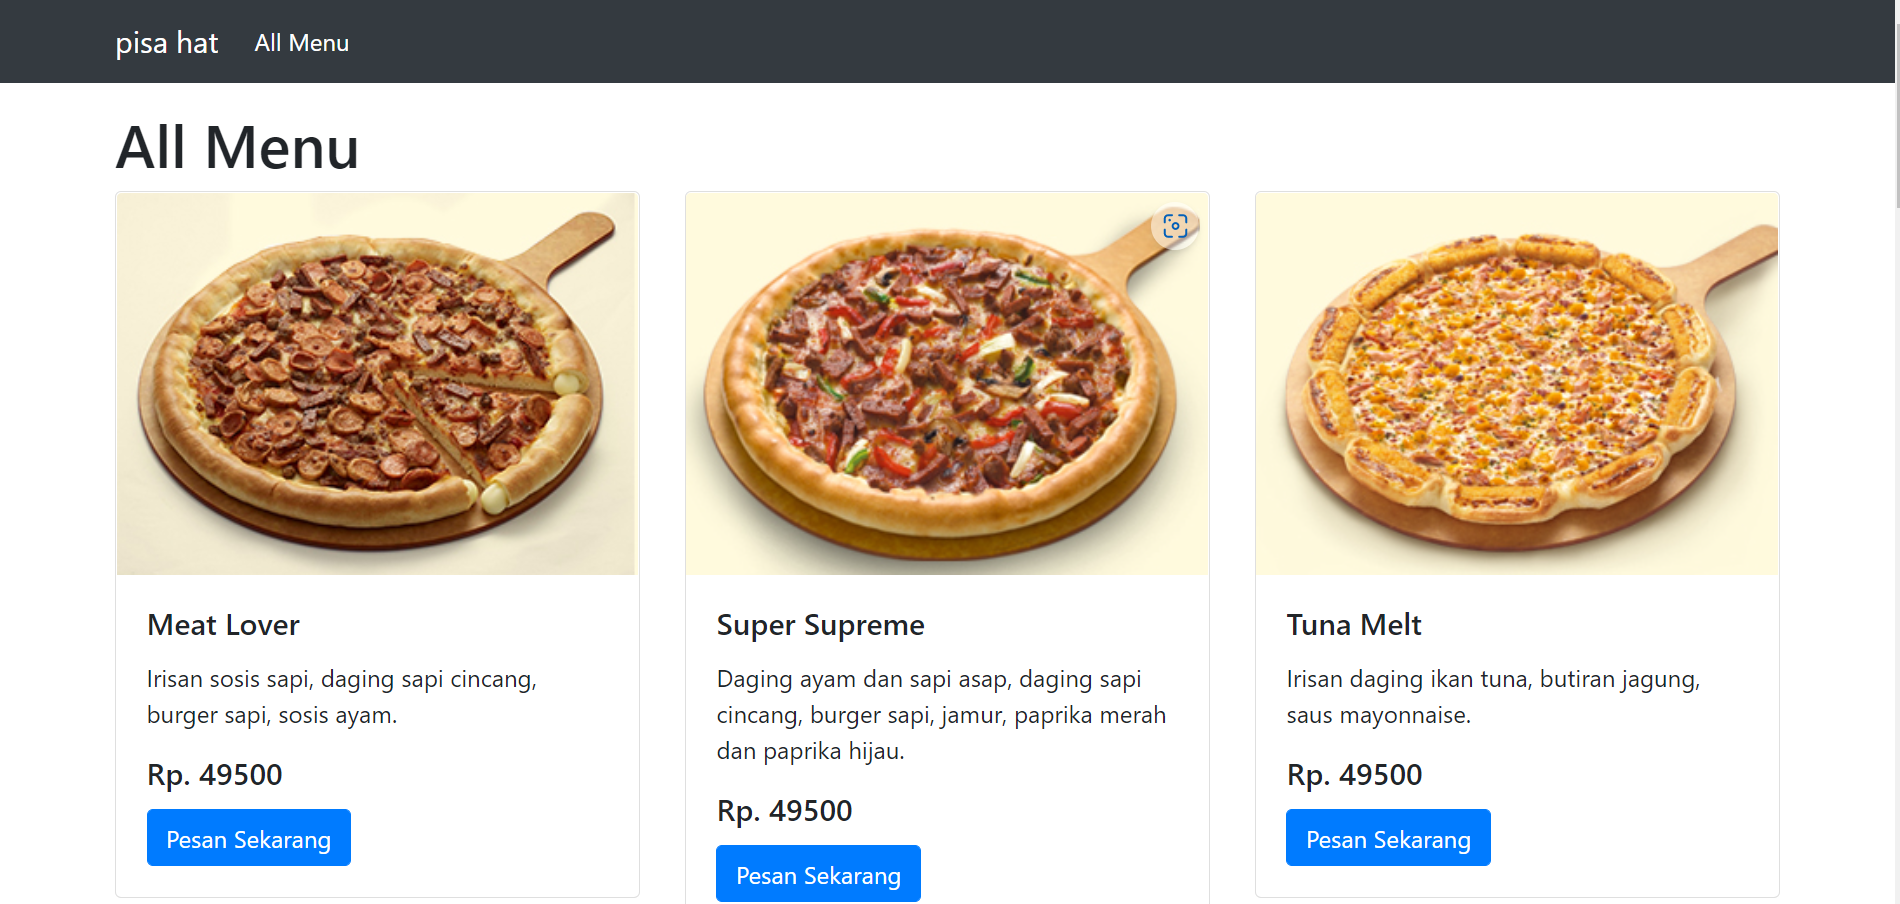 pisa hat All Menu
All Menu
Meat Lover
Irisan sosis sapi, daging sapi cincang,
burger sapi, sosis ayam.
Rp. 49500
Pesan Sekarang
Super Supreme
Daging ayam dan sapi asap, daging sapi
cincang, burger sapi, jamur, paprika merah
dan paprika hijau.
Rp. 49500
Pesan Sekarang
Tuna Melt
Irisan daging ikan tuna, butiran jagung,
saus mayonnaise.
Rp. 49500
Pesan Sekarang